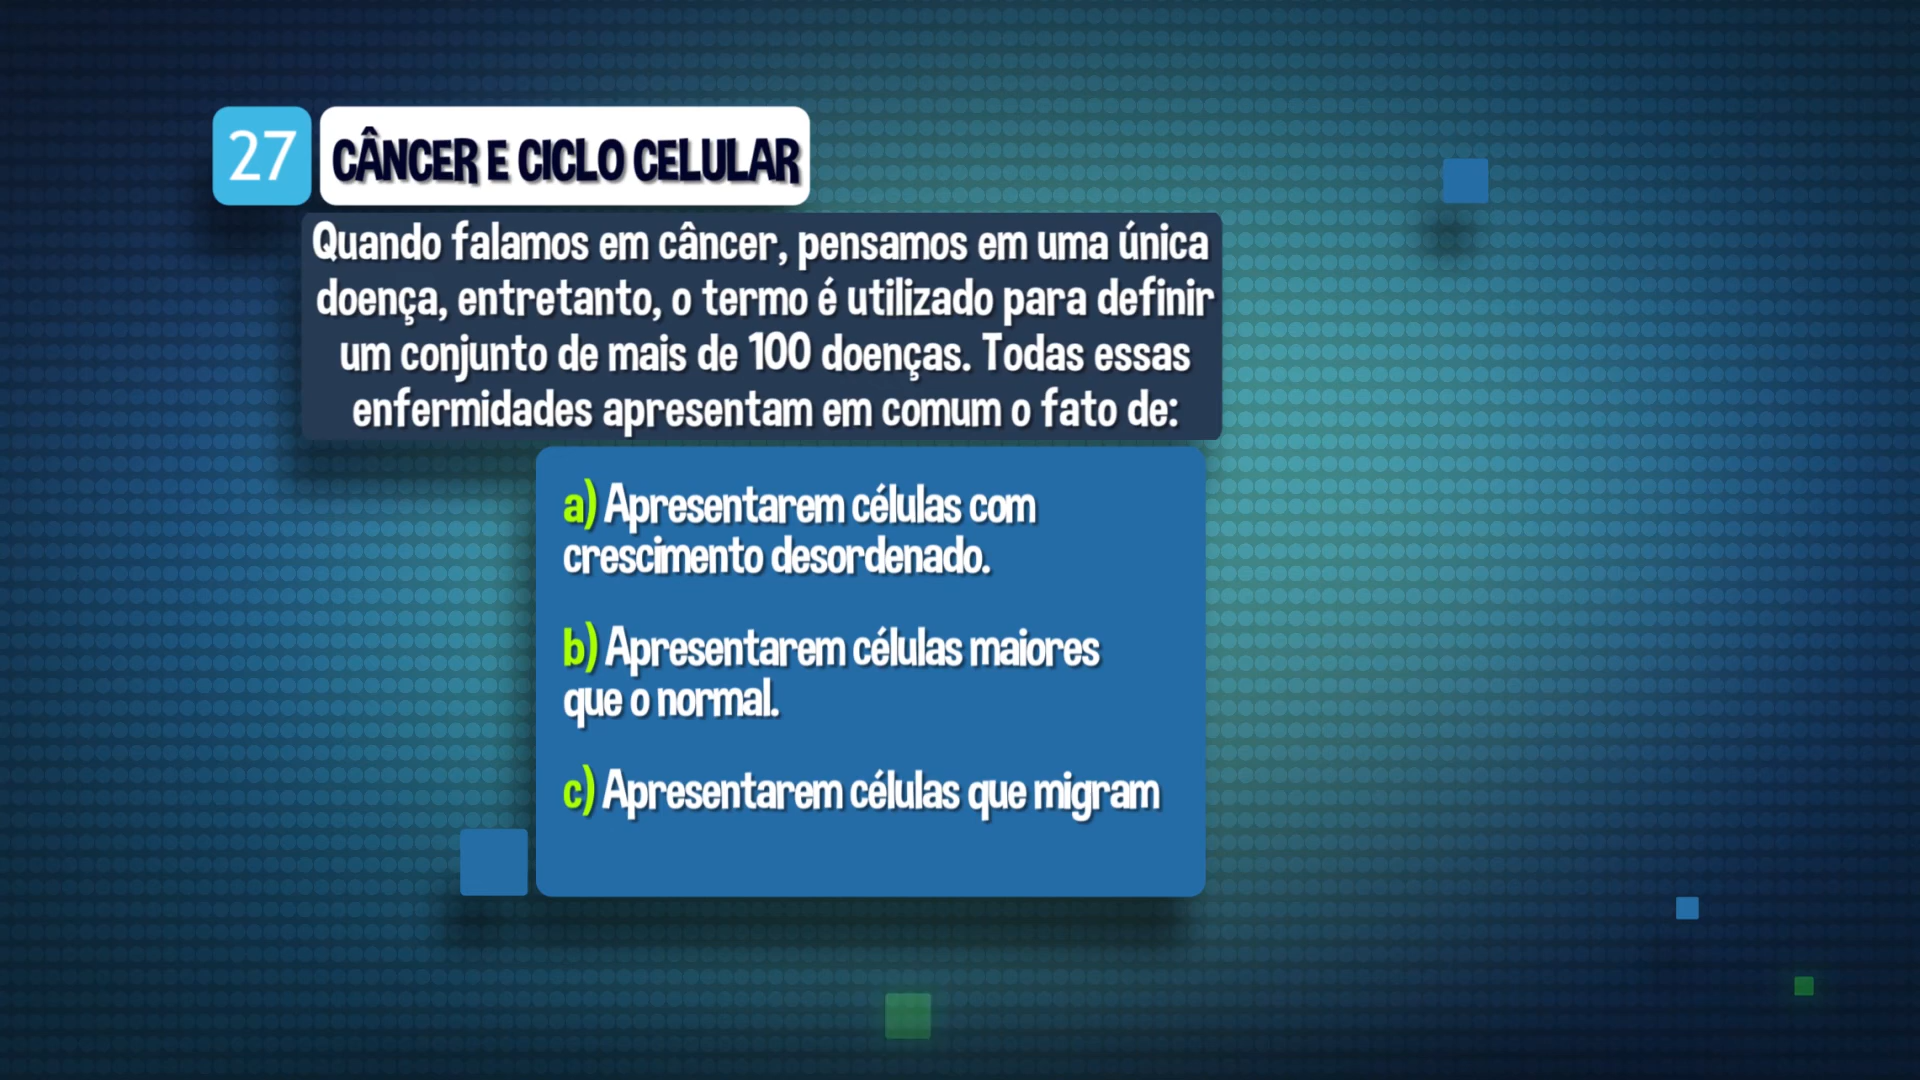 27 CÂNCER E CICLO CELULAR
Quando falamos em câncer, pensamos em uma única
doença, entretanto, o termo é utilizado para definir
um conjunto de mais de 100 doenças. Todas essas
enfermidades apresentam em comum o fato de:
a) Apresentarem células com
crescimento desordenado.
b) Apresentarem células maiores
que o normal.
c) Apresentarem células que migram